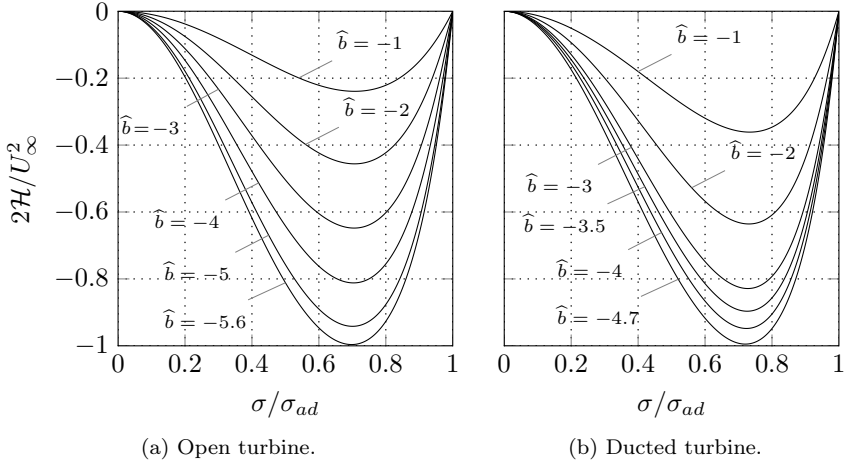 0
−0.2
−0.4
−0.6
−0.8
−1
2ℋ/U²∞
b̂ = −1
b̂ = −2
b̂ = −3
b̂ = −4
b̂ = −5
b̂ = −5.6
0 0.2 0.4 0.6 0.8 1
σ/σ_ad
(a) Open turbine.
b̂ = −1
b̂ = −2
b̂ = −3
b̂ = −3.5
b̂ = −4
b̂ = −4.7
0 0.2 0.4 0.6 0.8 1
σ/σ_ad
(b) Ducted turbine.